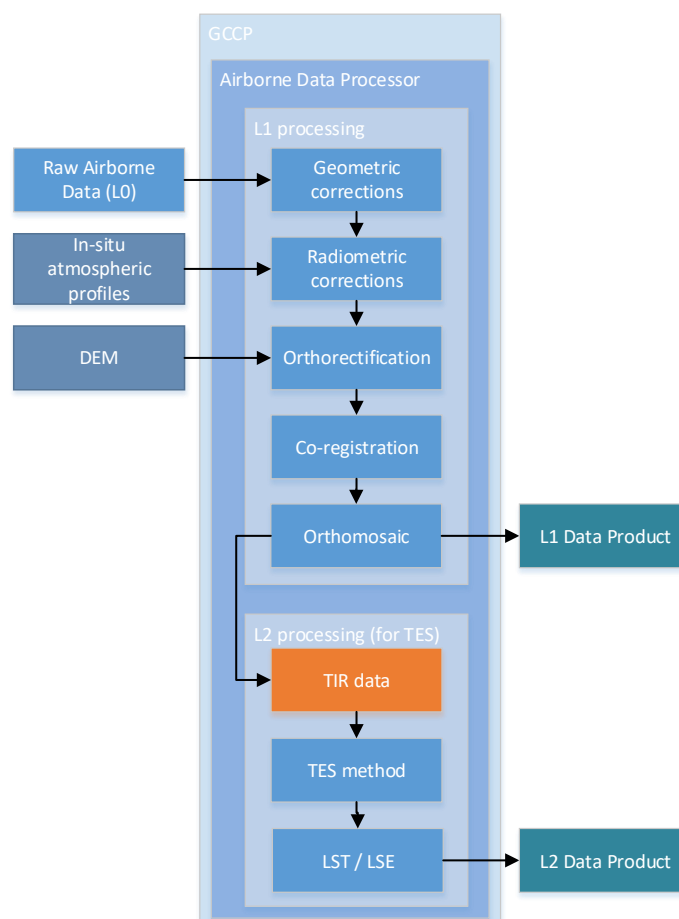 GCCP
Airborne Data Processor
L1 processing
Raw Airborne
Data (L0)
Geometric
corrections
In-situ
atmospheric
profiles
Radiometric
corrections
DEM
Orthorectification
Co-registration
Orthomosaic
L1 Data Product
L2 processing (for TES)
TIR data
TES method
LST / LSE
L2 Data Product